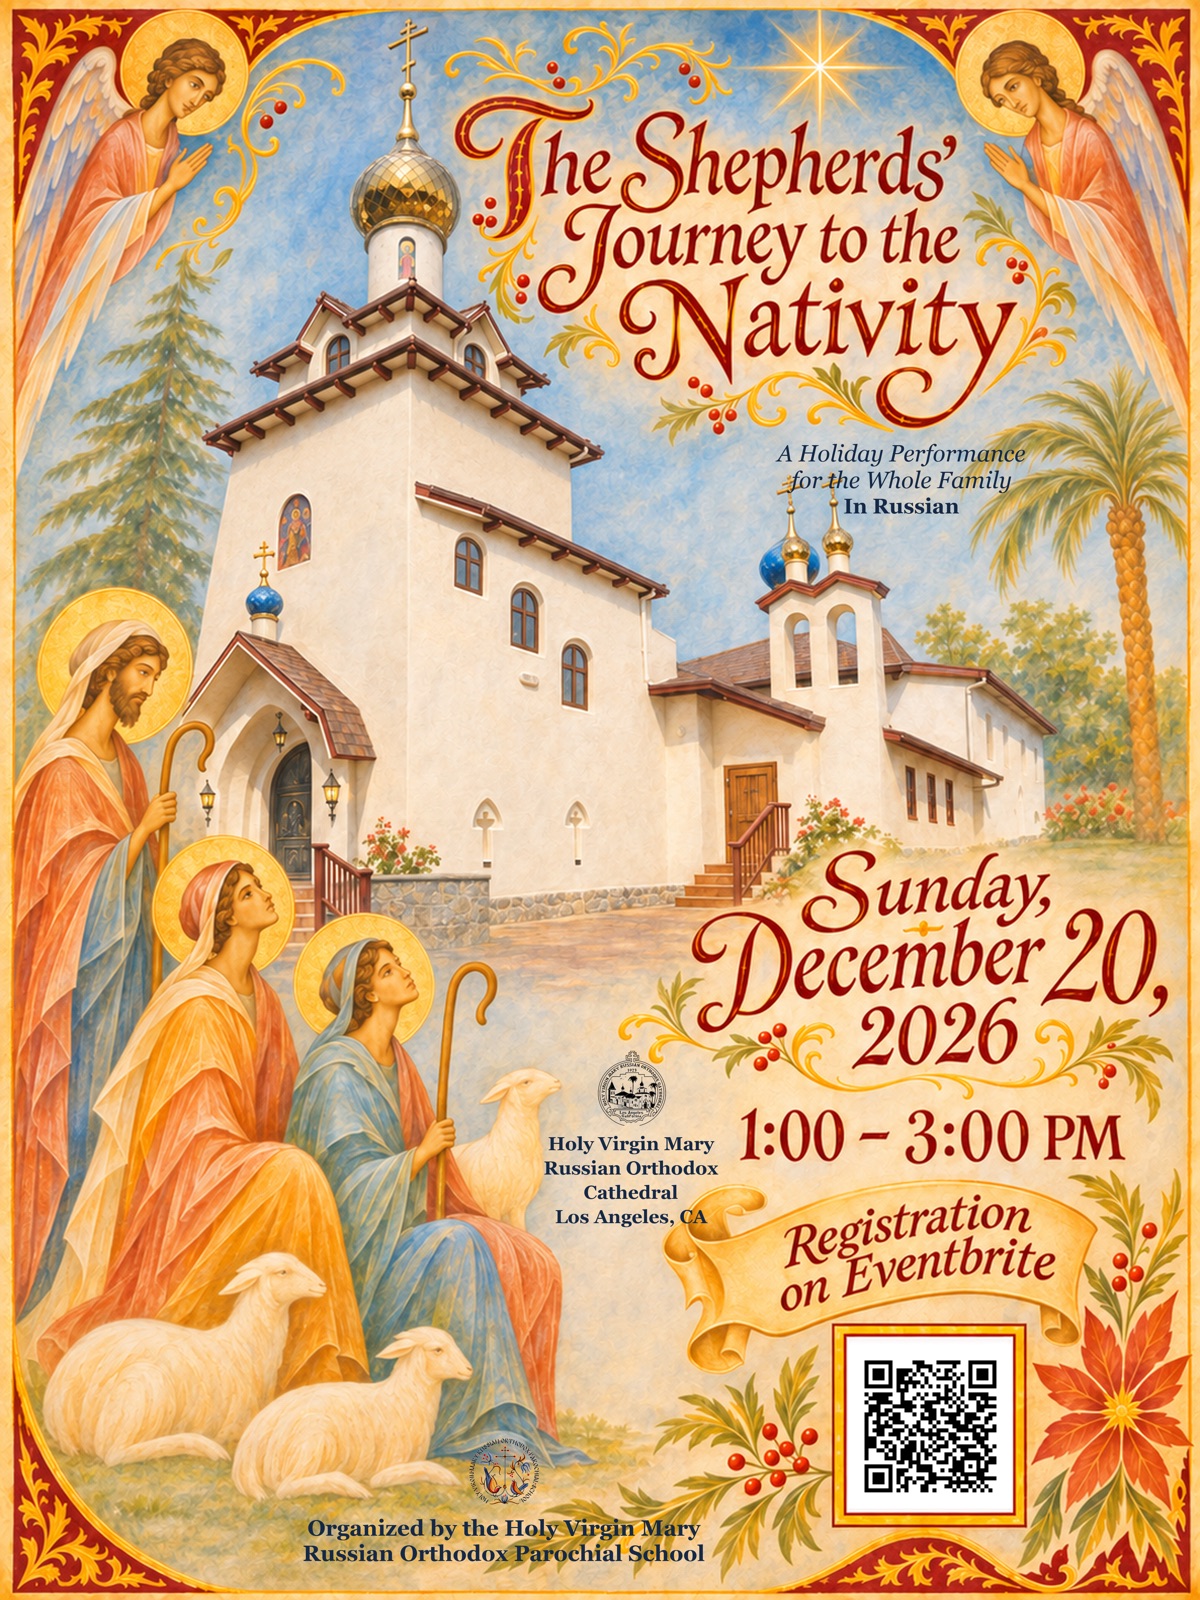 The Shepherds’
Journey to the
Nativity
A Holiday Performance
for the Whole Family
In Russian
Sunday,
December 20,
2026
1:00 – 3:00 PM
Holy Virgin Mary
Russian Orthodox
Cathedral
Los Angeles, CA
Registration
on Eventbrite
Organized by the Holy Virgin Mary
Russian Orthodox Parochial School